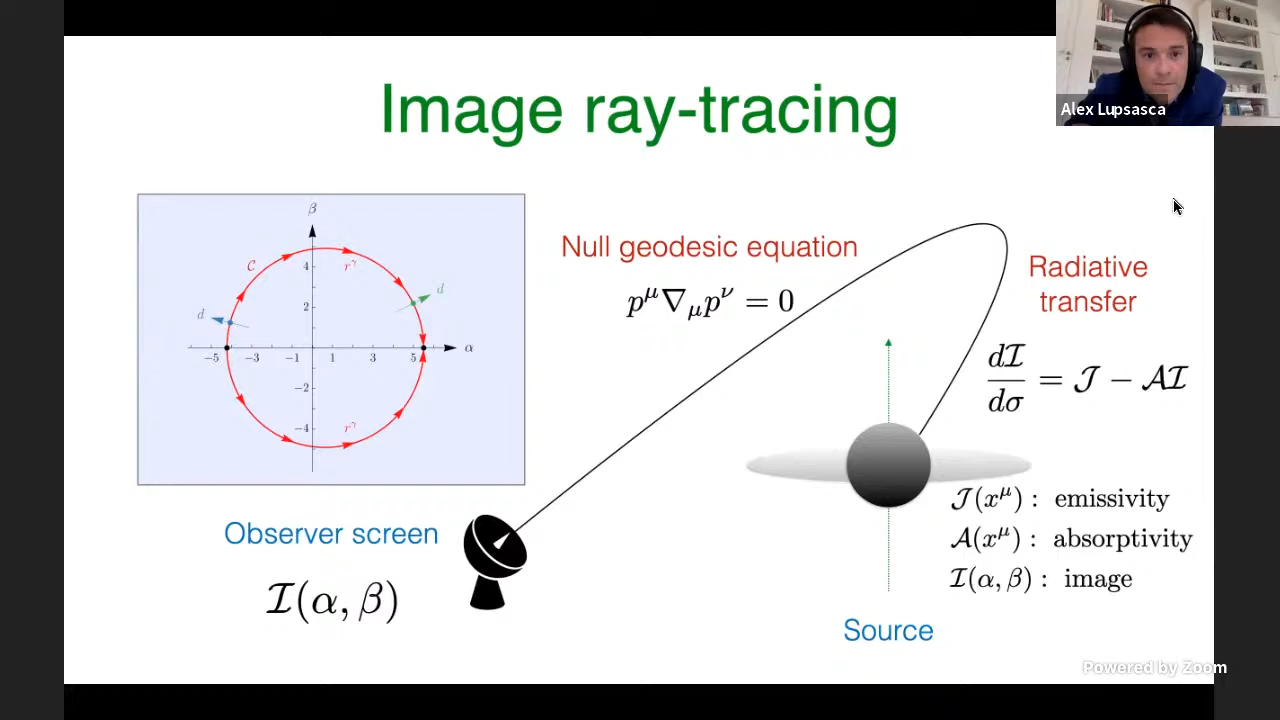 Image ray-tracing
Alex Lupsasca
β
4
C
r^γ
d
2
d
−5
−3
−1
1
3
5
α
−2
−4
r^γ
Null geodesic equation
p^μ∇_μ p^ν = 0
Radiative
transfer
dI/dσ = J − AI
J(x^μ) : emissivity
A(x^μ) : absorptivity
I(α, β) : image
Observer screen
I(α, β)
Source
Powered by Zoom